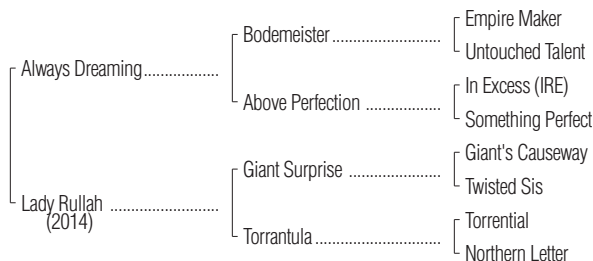 Empire Maker
Bodemeister..............................
Untouched Talent
Always Dreaming...................
In Excess (IRE)
Above Perfection ....................
Something Perfect
Giant's Causeway
Giant Surprise .........................
Twisted Sis
Lady Rullah ............................
(2014)
Torrential
Torrantula..................................
Northern Letter